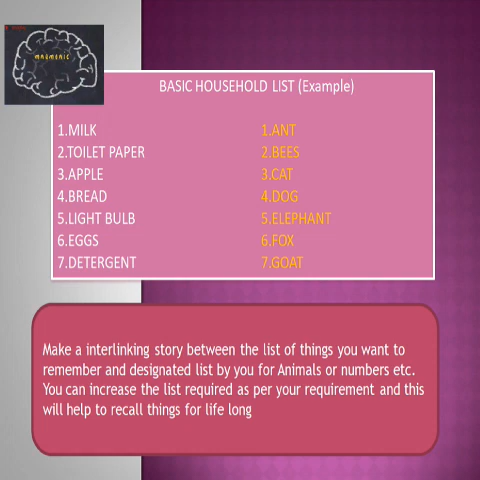 MNEMONIC
BASIC HOUSEHOLD LIST (Example)
1.MILK 1.ANT
2.TOILET PAPER 2.BEES
3.APPLE 3.CAT
4.BREAD 4.DOG
5.LIGHT BULB 5.ELEPHANT
6.EGGS 6.FOX
7.DETERGENT 7.GOAT
Make a interlinking story between the list of things you want to
remember and designated list by you for Animals or numbers etc.
You can increase the list required as per your requirement and this
will help to recall things for life long